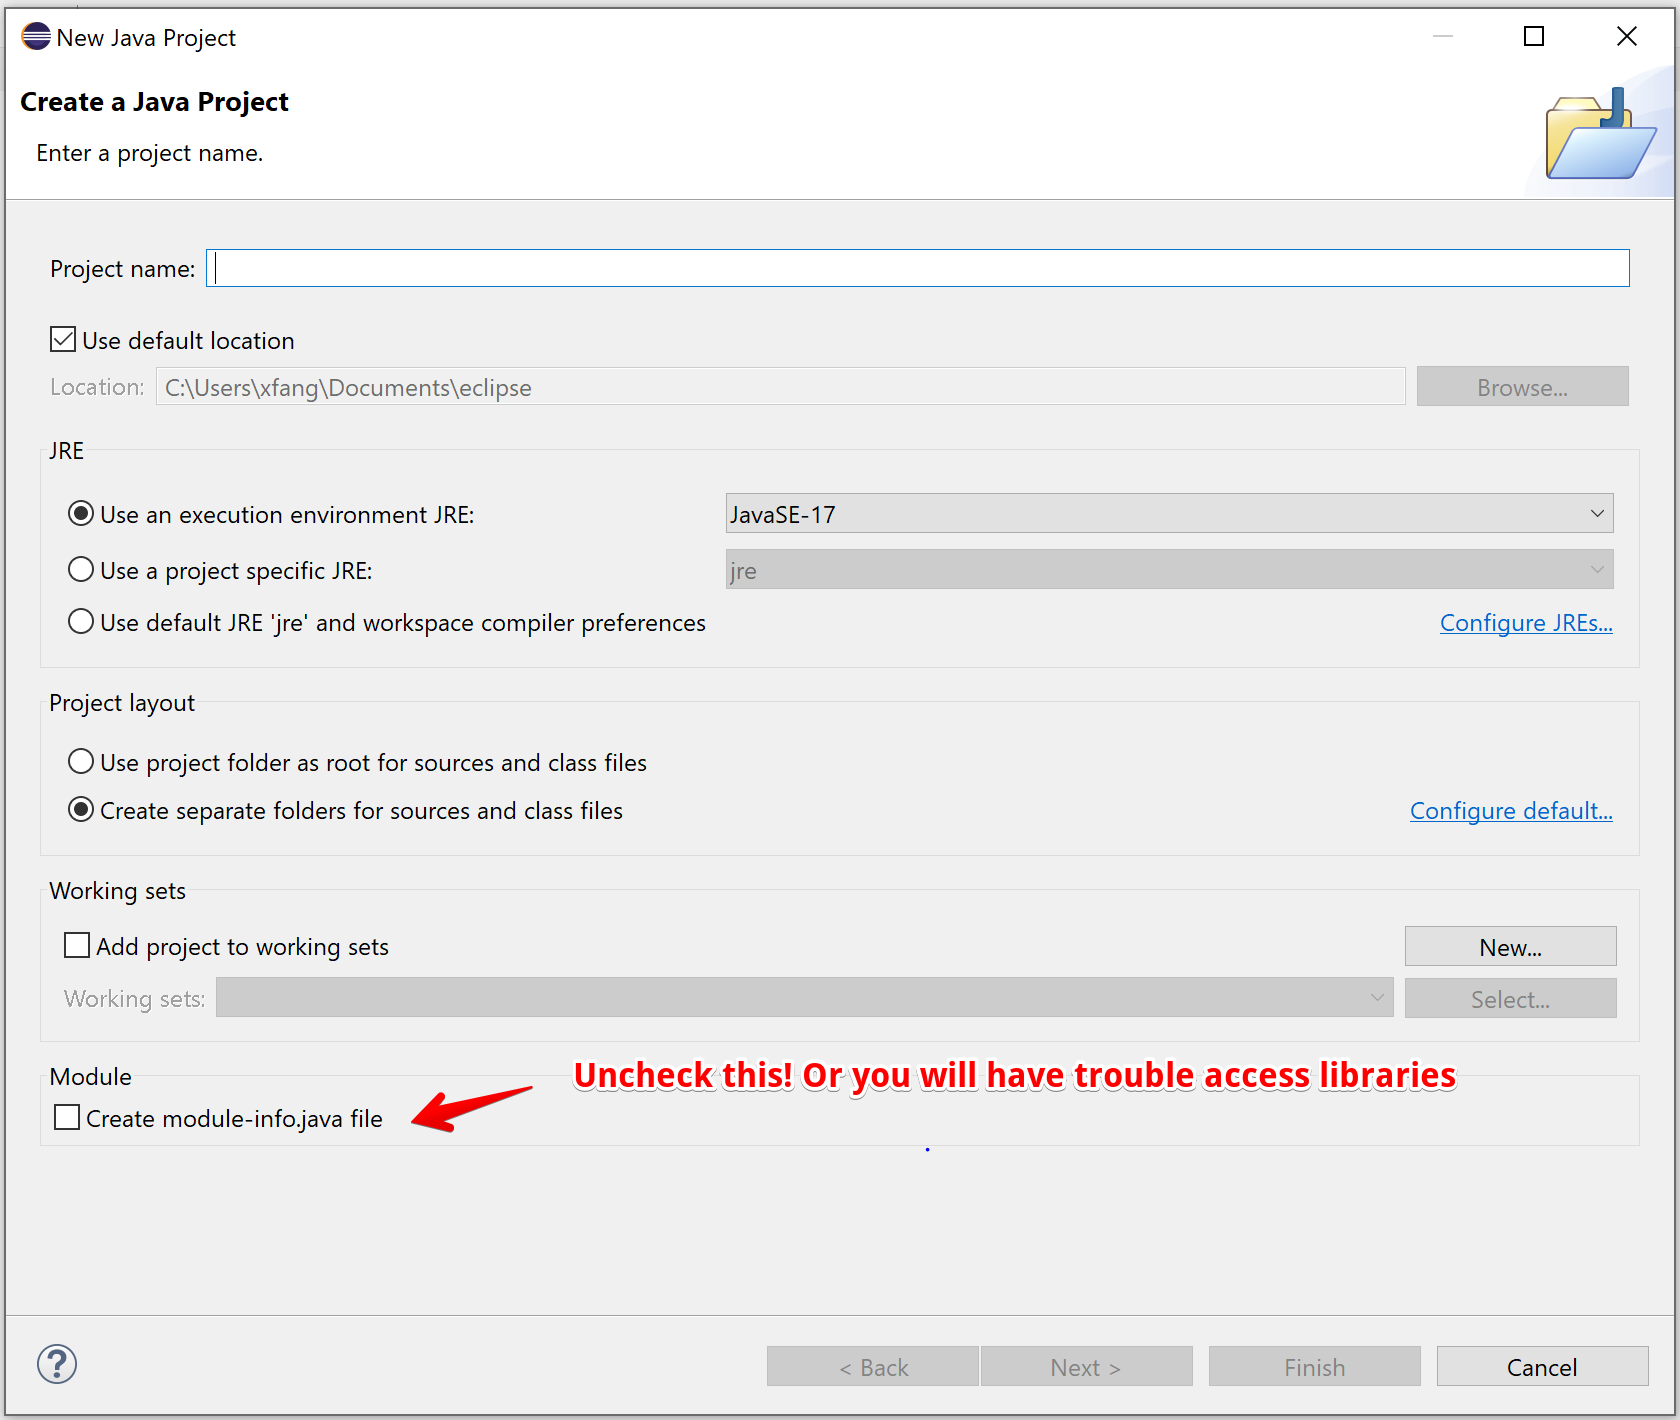 New Java Project
Create a Java Project
Enter a project name.
Project name:
Use default location
Location: C:\Users\xfang\Documents\eclipse Browse...
JRE
Use an execution environment JRE: JavaSE-17
Use a project specific JRE: jre
Use default JRE 'jre' and workspace compiler preferences Configure JREs...
Project layout
Use project folder as root for sources and class files
Create separate folders for sources and class files Configure default...
Working sets
Add project to working sets New...
Working sets: Select...
Module
Uncheck this! Or you will have trouble access libraries
Create module-info.java file
? < Back Next > Finish Cancel